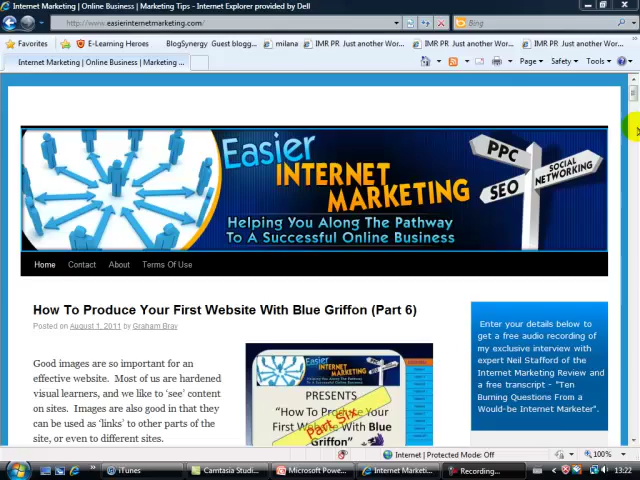 Internet Marketing | Online Business | Marketing Tips - Internet Explorer provided by Dell
http://www.easierinternetmarketing.com/
Bing
Favorites
E-Learning Heroes
BlogSynergy Guest blogg...
milana
IMR PR Just another Wor...
IMR PR Just another Wor...
IMR PR Just another Wor...
Internet Marketing | Online Business | Marketing ...
Page
Safety
Tools
Easier
INTERNET
MARKETING
Helping You Along The Pathway
To A Successful Online Business
PPC
SEO
SOCIAL
NETWORKING
Home Contact About Terms Of Use
How To Produce Your First Website With Blue Griffon (Part 6)
Posted on August 1, 2011 by Graham Bray
Good images are so important for an
effective website. Most of us are hardened
visual learners, and we like to 'see' content
on sites. Images are also good in that they
can be used as 'links' to other parts of the
site, or even to different sites.
Easier
INTERNET
MARKETING
PRESENTS
"How To Produce Your
First Website With Blue
Griffon"
Part Six
Enter your details below to
get a free audio recording of
my exclusive interview with
expert Neil Stafford of the
Internet Marketing Review and
a free transcript - "Ten
Burning Questions From a
Would-be Internet Marketer".
Internet | Protected Mode: Off
100%
iTunes
Camtasia Studi...
Microsoft Powe...
Internet Marketi...
Recording...
13:22